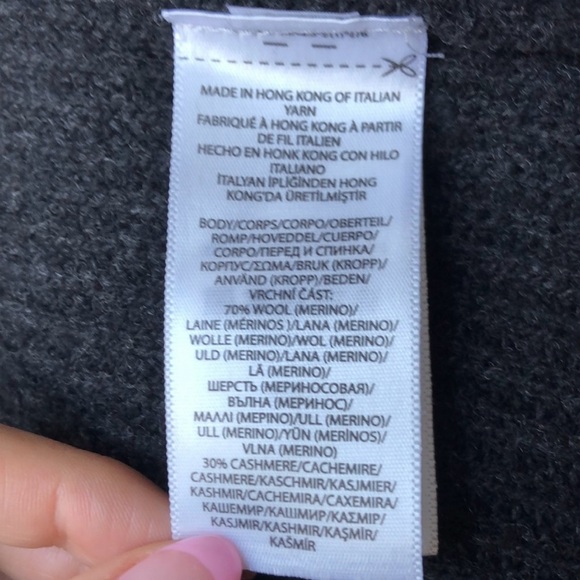 MADE IN HONG KONG OF ITALIAN
YARN
FABRIQUÉ À HONG KONG À PARTIR
DE FIL ITALIEN
HECHO EN HONK KONG CON HILO
ITALIANO
İTALYAN İPLİĞİNDEN HONG
KONG'DA ÜRETİLMİŞTİR
BODY/CORPS/CORPO/OBERTEIL/
ROMP/HOVEDDEL/CUERPO/
CORPO/ПЕРЕД И СПИНКА/
КОРПУС/ΣΩΜΑ/BRUK (KROPP)/
ANVÄND (KROPP)/BEDEN/
VRCHNÍ ČÁST:
70% WOOL (MERINO)/
LAINE (MÉRINOS )/LANA (MERINO)/
WOLLE (MERINO)/WOL (MERINO)/
ULD (MERINO)/LANA (MERINO)/
LÃ (MERINO)/
ШЕРСТЬ (МЕРИНОСОВАЯ)/
ВЪЛНА (МЕРИНОС)/
ΜΑΛΛΙ (ΜΕΡΙΝΟ)/ULL (MERINO)/
ULL (MERINO)/YÜN (MERİNOS)/
VLNA (MERINO)
30% CASHMERE/CACHEMIRE/
CASHMERE/KASCHMIR/KASJMIER/
KASHMIR/CACHEMIRA/CAXEMIRA/
КАШЕМИР/КАШМИР/ΚΑΣΜΙΡ/
KASJMIR/KASHMIR/KAŞMİR/
KAŠMÍR